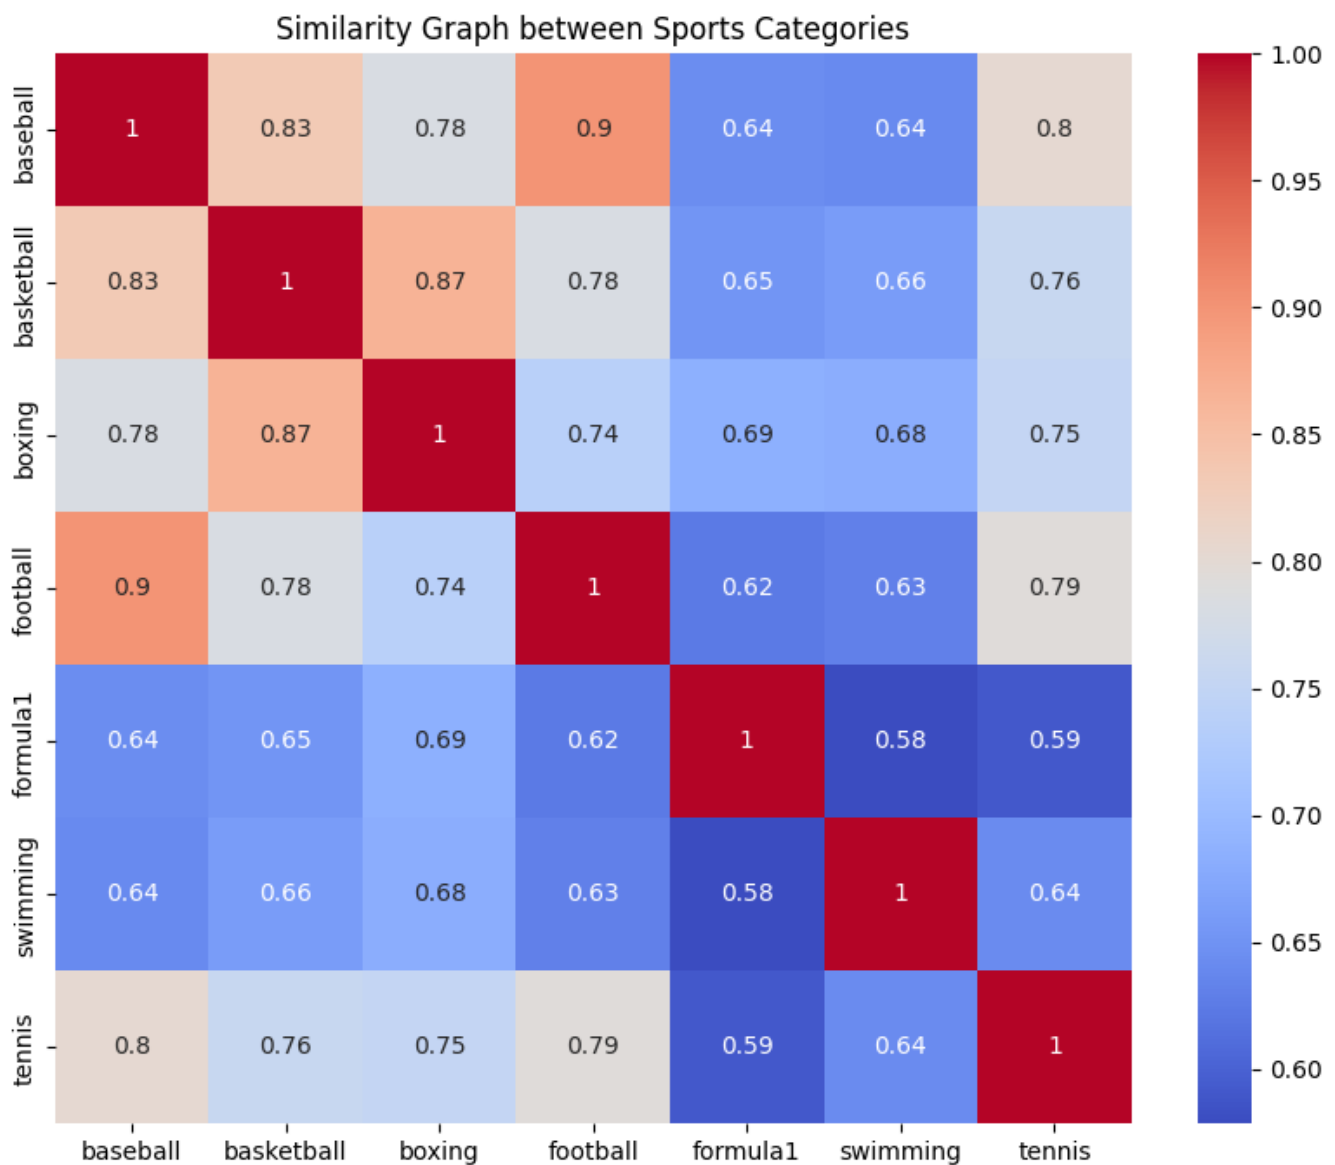 Similarity Graph between Sports Categories
baseball 1 0.83 0.78 0.9 0.64 0.64 0.8
basketball 0.83 1 0.87 0.78 0.65 0.66 0.76
boxing 0.78 0.87 1 0.74 0.69 0.68 0.75
football 0.9 0.78 0.74 1 0.62 0.63 0.79
formula1 0.64 0.65 0.69 0.62 1 0.58 0.59
swimming 0.64 0.66 0.68 0.63 0.58 1 0.64
tennis 0.8 0.76 0.75 0.79 0.59 0.64 1
baseball basketball boxing football formula1 swimming tennis
1.00
0.95
0.90
0.85
0.80
0.75
0.70
0.65
0.60